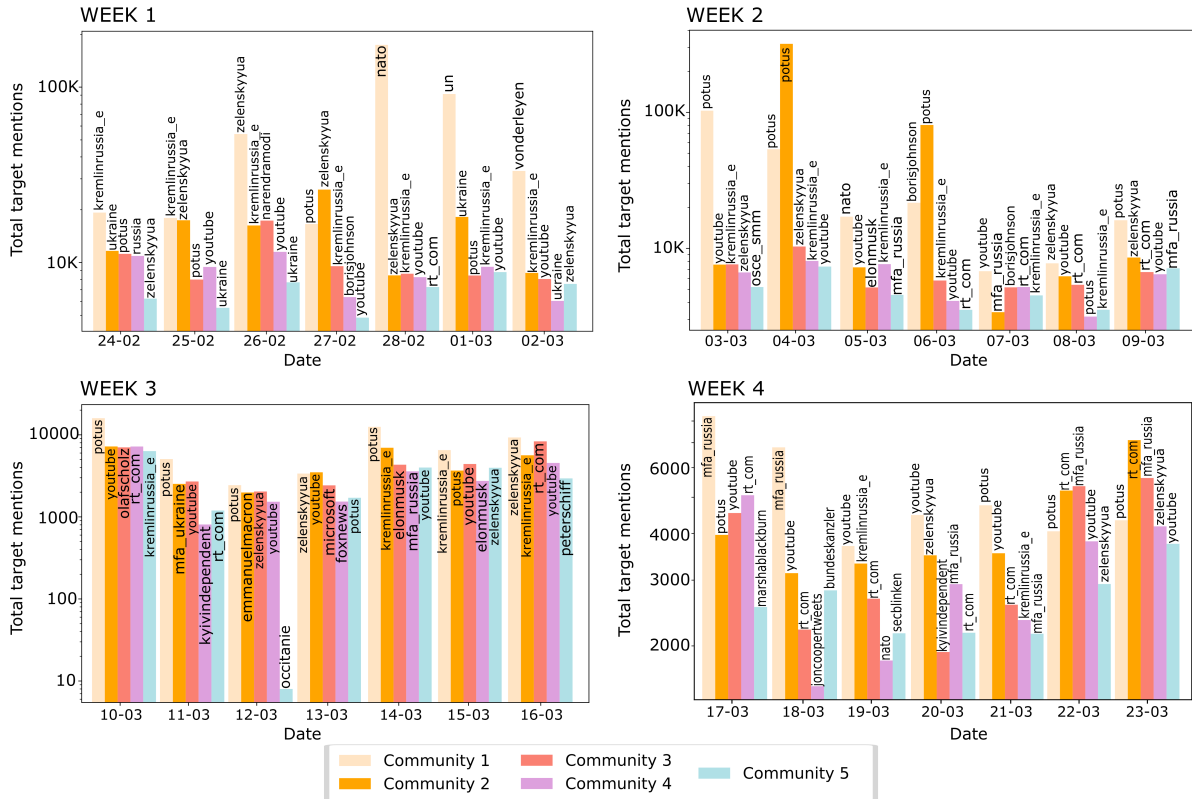 WEEK 1
Total target mentions
100K
10K
kremlinrussia_e
ukraine
potus
russia
zelenskyyua
kremlinrussia_e
zelenskyyua
potus
youtube
ukraine
zelenskyyua
kremlinrussia_e
narendramodi
youtube
ukraine
potus
zelenskyyua
kremlinrussia_e
borisjohnson
youtube
nato
zelenskyyua
kremlinrussia_e
youtube
rt_com
un
ukraine
potus
kremlinrussia_e
youtube
vonderleyen
kremlinrussia_e
youtube
ukraine
zelenskyyua
24-02 25-02 26-02 27-02 28-02 01-03 02-03
Date
WEEK 2
Total target mentions
100K
10K
potus
youtube
kremlinrussia_e
zelenskyyua
osce_smm
potus
potus
zelenskyyua
kremlinrussia_e
youtube
nato
youtube
elonmusk
kremlinrussia_e
mfa_russia
borisjohnson
potus
kremlinrussia_e
youtube
rt_com
youtube
mfa_russia
borisjohnson
rt_com
kremlinrussia_e
zelenskyyua
youtube
rt_com
potus
kremlinrussia_e
potus
zelenskyyua
rt_com
youtube
mfa_russia
03-03 04-03 05-03 06-03 07-03 08-03 09-03
Date
WEEK 3
Total target mentions
10000
1000
100
10
potus
youtube
olafscholz
rt_com
kremlinrussia_e
potus
mfa_ukraine
youtube
kyivindependent
rt_com
potus
emmanuelmacron
zelenskyyua
youtube
occitanie
zelenskyyua
youtube
microsoft
foxnews
potus
potus
kremlinrussia_e
elonmusk
mfa_russia
youtube
kremlinrussia_e
potus
youtube
elonmusk
zelenskyyua
zelenskyyua
kremlinrussia_e
rt_com
youtube
peterschiff
10-03 11-03 12-03 13-03 14-03 15-03 16-03
Date
WEEK 4
Total target mentions
6000
4000
3000
2000
mfa_russia
potus
youtube
rt_com
marshablackburn
mfa_russia
youtube
rt_com
joncoopertweets
bundeskanzler
youtube
kremlinrussia_e
rt_com
nato
secblinken
youtube
zelenskyyua
kyivindependent
mfa_russia
rt_com
potus
youtube
rt_com
kremlinrussia_e
mfa_russia
potus
rt_com
mfa_russia
youtube
zelenskyyua
potus
rt_com
mfa_russia
zelenskyyua
youtube
17-03 18-03 19-03 20-03 21-03 22-03 23-03
Date
Community 1
Community 2
Community 3
Community 4
Community 5